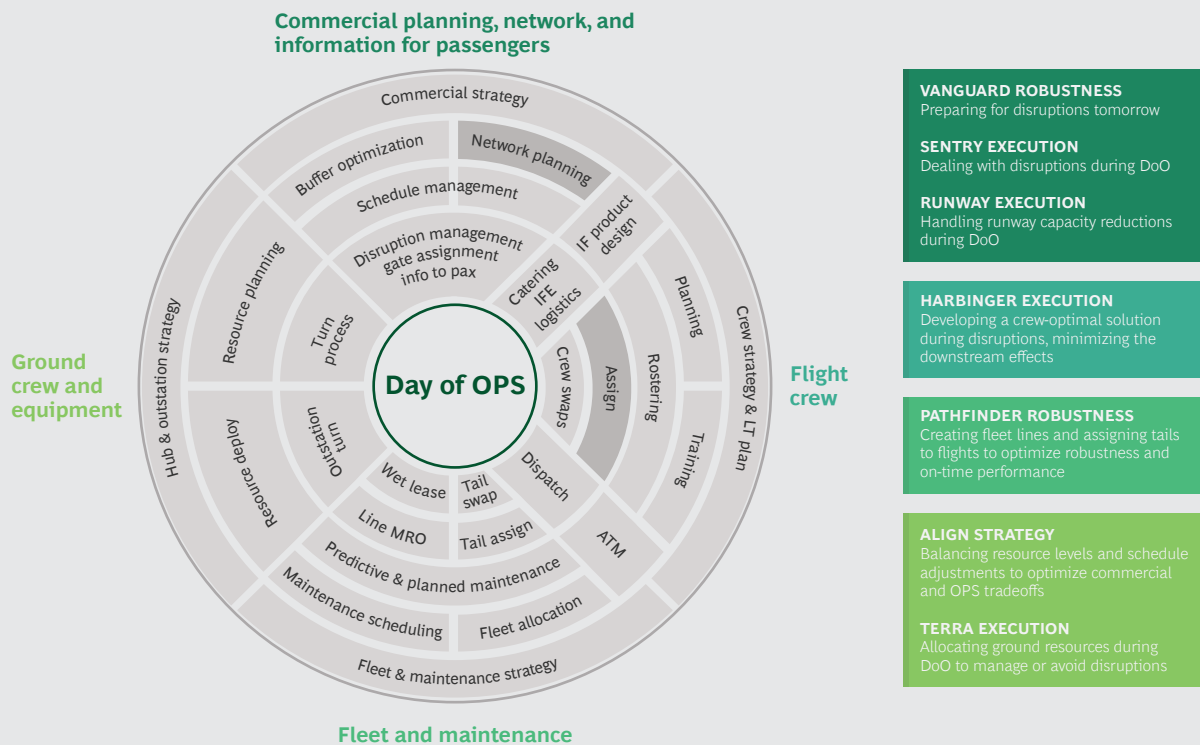 Commercial planning, network, and
information for passengers
Commercial strategy
Buffer optimization
Network planning
Schedule management
Disruption management
gate assignment
info to pax
IF product
design
Catering
IFE
logistics
Hub & outstation strategy
Resource planning
Turn
process
Day of OPS
Crew swaps
Assign
Rostering
Planning
Training
Crew strategy & LT plan
Ground
crew and
equipment
Flight
crew
Resource deploy
Outstation
turn
Wet lease
Tail
swap
Dispatch
Line MRO
Tail assign
ATM
Predictive & planned maintenance
Maintenance scheduling
Fleet allocation
Fleet & maintenance strategy
Fleet and maintenance
VANGUARD ROBUSTNESS
Preparing for disruptions tomorrow
SENTRY EXECUTION
Dealing with disruptions during DoO
RUNWAY EXECUTION
Handling runway capacity reductions
during DoO
HARBINGER EXECUTION
Developing a crew-optimal solution
during disruptions, minimizing the
downstream effects
PATHFINDER ROBUSTNESS
Creating fleet lines and assigning tails
to flights to optimize robustness and
on-time performance
ALIGN STRATEGY
Balancing resource levels and schedule
adjustments to optimize commercial
and OPS tradeoffs
TERRA EXECUTION
Allocating ground resources during
DoO to manage or avoid disruptions